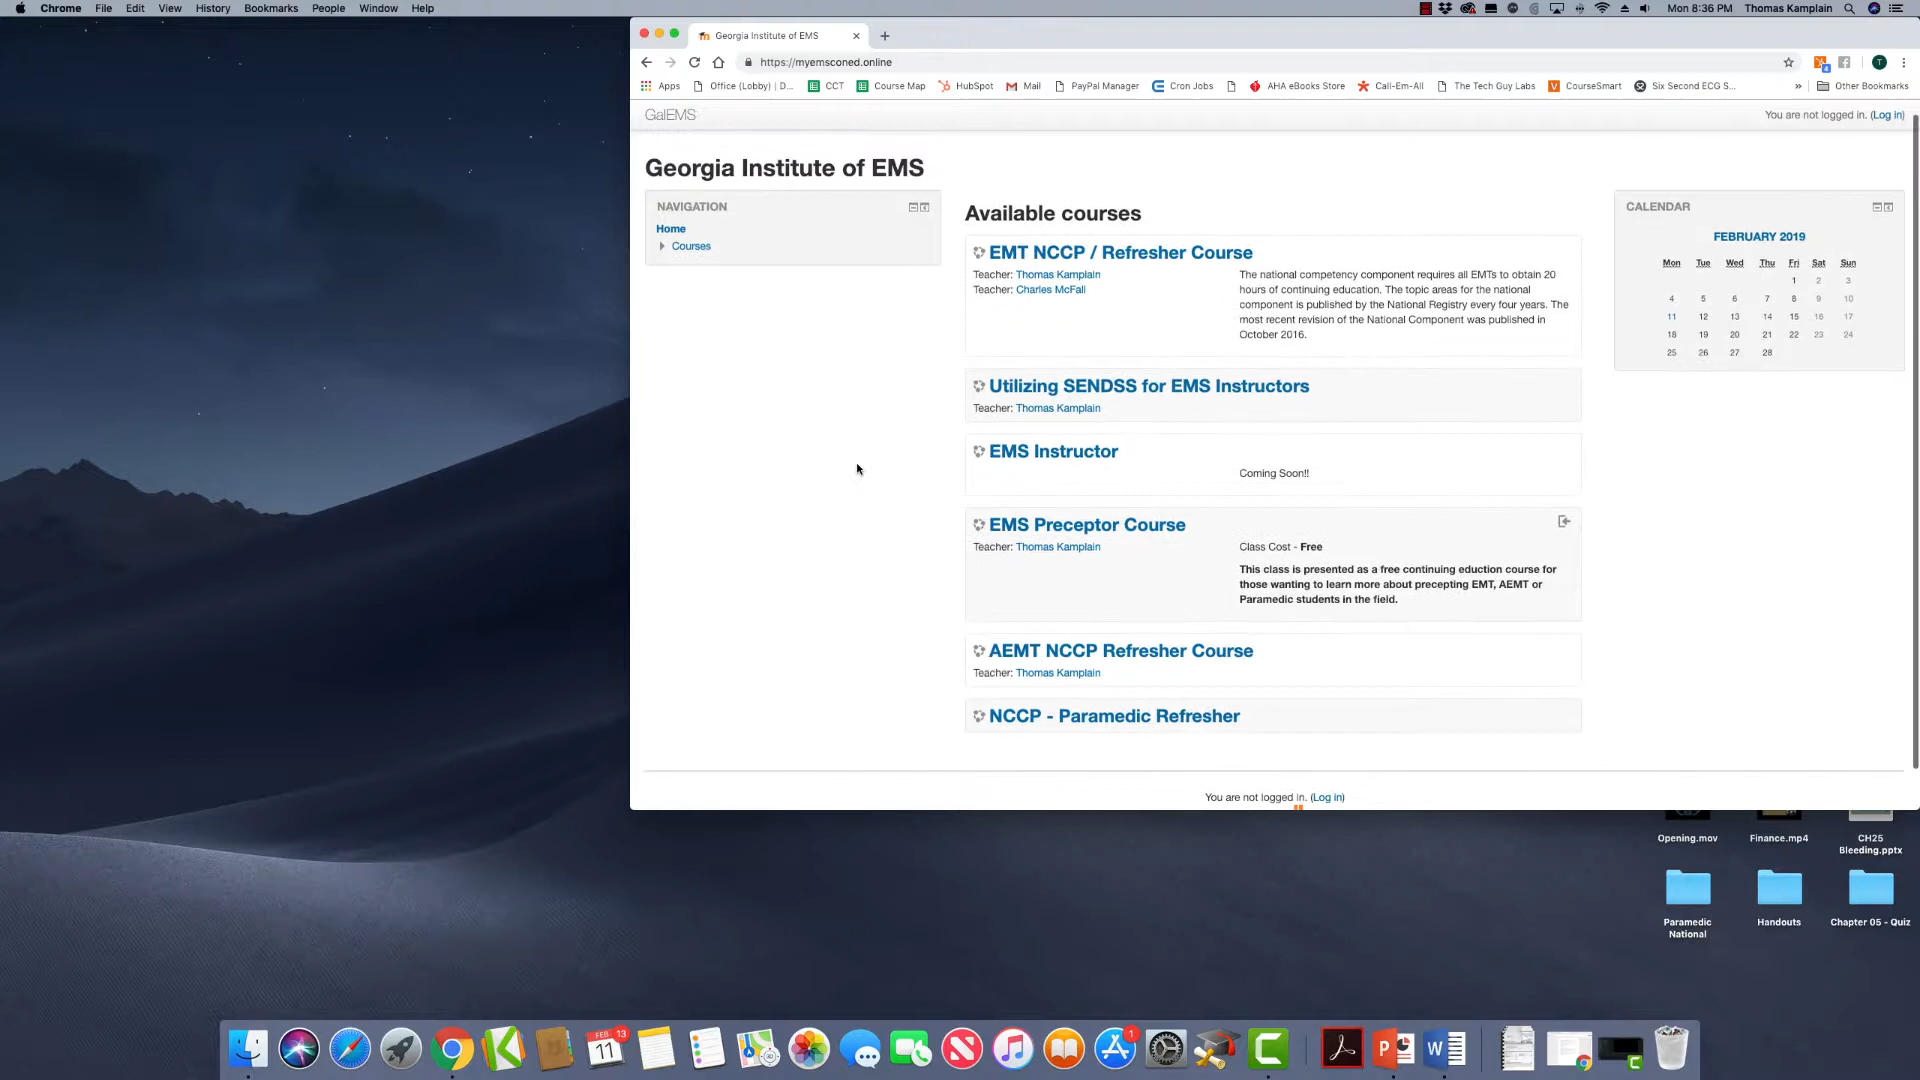 Chrome File Edit View History Bookmarks People Window Help
Mon 8:36 PM Thomas Kamplain
Georgia Institute of EMS
https://myemsconed.online
Apps Office (Lobby) | D... CCT Course Map HubSpot Mail PayPal Manager Cron Jobs AHA eBooks Store Call-Em-All The Tech Guy Labs CourseSmart Six Second ECG S... » Other Bookmarks
GaIEMS
You are not logged in. (Log in)
Georgia Institute of EMS
NAVIGATION
Home
Courses
Available courses
EMT NCCP / Refresher Course
Teacher: Thomas Kamplain
Teacher: Charles McFall
The national competency component requires all EMTs to obtain 20
hours of continuing education. The topic areas for the national
component is published by the National Registry every four years. The
most recent revision of the National Component was published in
October 2016.
Utilizing SENDSS for EMS Instructors
Teacher: Thomas Kamplain
EMS Instructor
Coming Soon!!
EMS Preceptor Course
Teacher: Thomas Kamplain
Class Cost - Free
This class is presented as a free continuing eduction course for
those wanting to learn more about precepting EMT, AEMT or
Paramedic students in the field.
AEMT NCCP Refresher Course
Teacher: Thomas Kamplain
NCCP - Paramedic Refresher
You are not logged in. (Log in)
CALENDAR
FEBRUARY 2019
Mon Tue Wed Thu Fri Sat Sun
1 2 3
4 5 6 7 8 9 10
11 12 13 14 15 16 17
18 19 20 21 22 23 24
25 26 27 28
Opening.mov
Finance.mp4
CH25
Bleeding.pptx
Paramedic
National
Handouts
Chapter 05 - Quiz
FEB 13
11
1